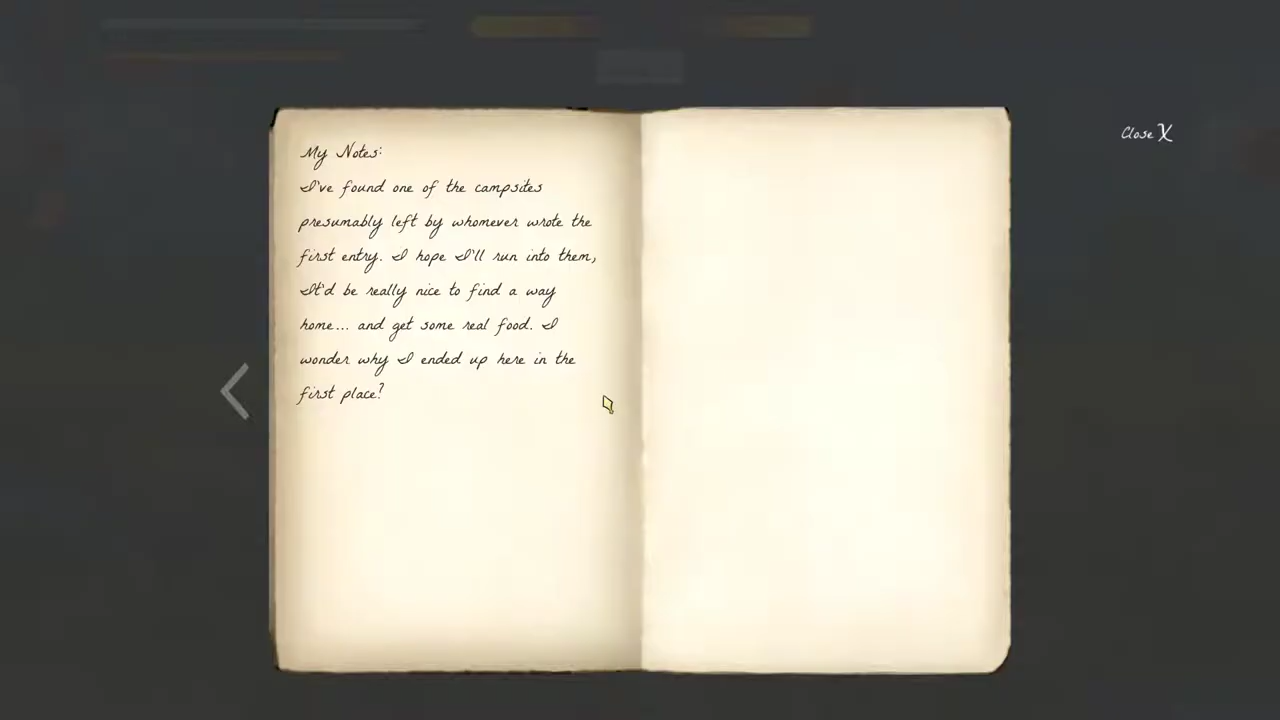 My Notes:
I've found one of the campsites
presumably left by whomever wrote the
first entry. I hope I'll run into them,
It'd be really nice to find a way
home... and get some real food. I
wonder why I ended up here in the
first place?
Close X